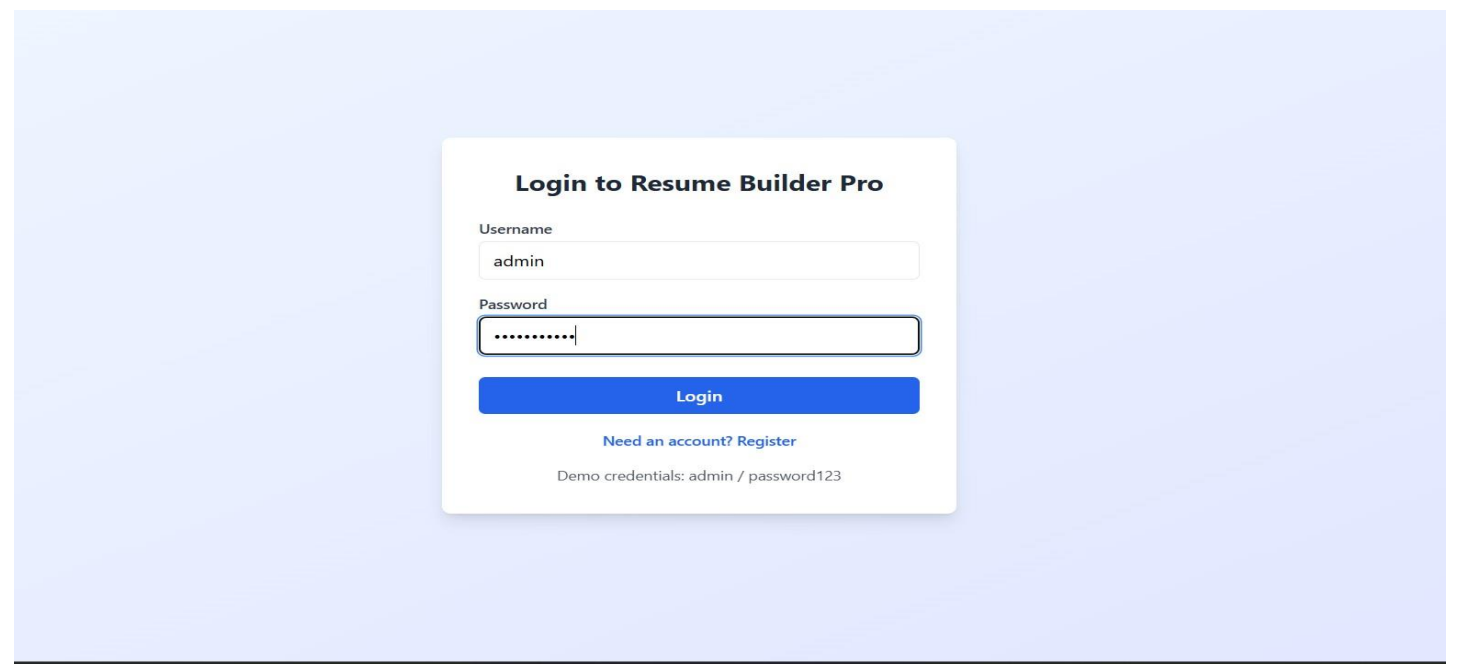 Login to Resume Builder Pro
Username
admin
Password
•••••••••••
Login
Need an account? Register
Demo credentials: admin / password123